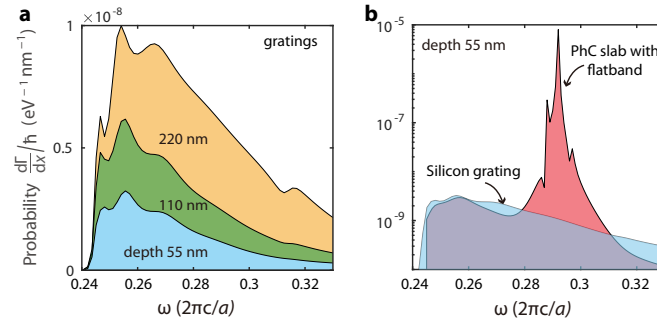 a
1 ×10⁻⁸
gratings
Probability dΓ/dx/ħ (eV⁻¹ nm⁻¹)
0.5
0
220 nm
110 nm
depth 55 nm
0.24 0.26 0.28 0.30 0.32
ω (2πc/a)
b
10⁻⁵
depth 55 nm
PhC slab with
flatband
10⁻⁷
Silicon grating
10⁻⁹
0.24 0.26 0.28 0.30 0.32
ω (2πc/a)